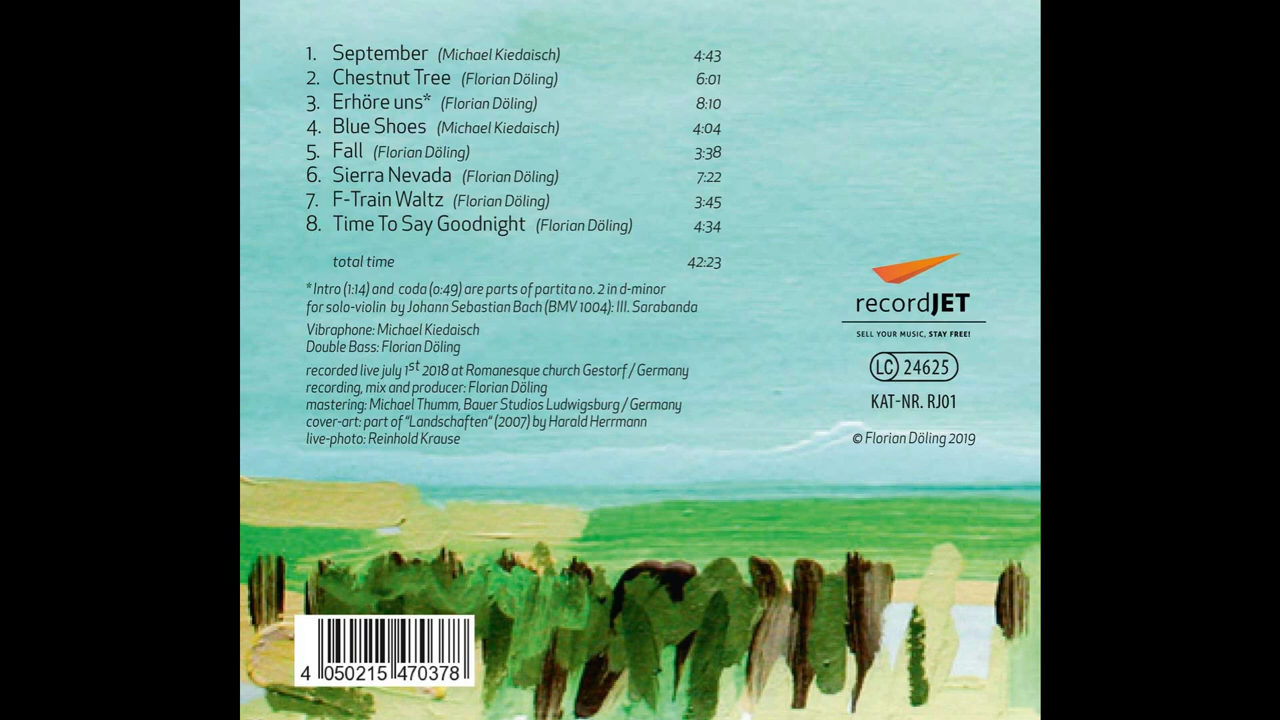 1. September (Michael Kiedaisch) 4:43
2. Chestnut Tree (Florian Döling) 6:01
3. Erhöre uns* (Florian Döling) 8:10
4. Blue Shoes (Michael Kiedaisch) 4:04
5. Fall (Florian Döling) 3:38
6. Sierra Nevada (Florian Döling) 7:22
7. F-Train Waltz (Florian Döling) 3:45
8. Time To Say Goodnight (Florian Döling) 4:34
total time 42:23
* Intro (1:14) and coda (0:49) are parts of partita no. 2 in d-minor
for solo-violin by Johann Sebastian Bach (BMV 1004): III. Sarabanda
Vibraphone: Michael Kiedaisch
Double Bass: Florian Döling
recorded live july 1st 2018 at Romanesque church Gestorf / Germany
recording, mix and producer: Florian Döling
mastering: Michael Thumm, Bauer Studios Ludwigsburg / Germany
cover-art: part of "Landschaften" (2007) by Harald Herrmann
live-photo: Reinhold Krause
recordJET
SELL YOUR MUSIC, STAY FREE!
LC 24625
KAT-NR. RJ01
© Florian Döling 2019
4 050215 470378